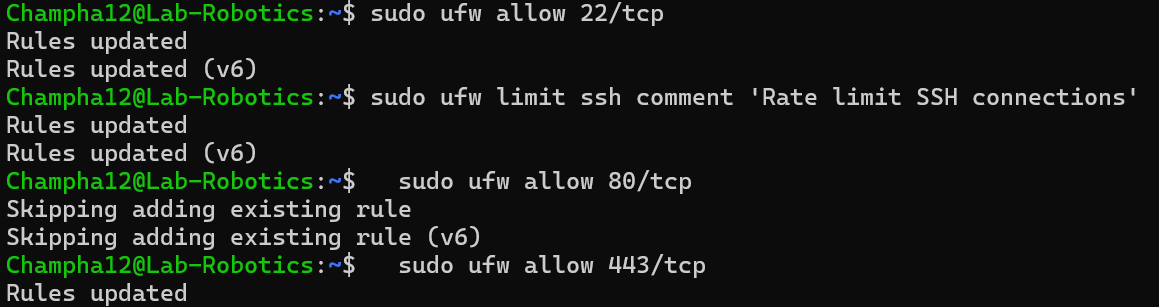 Champha12@Lab-Robotics:~$ sudo ufw allow 22/tcp
Rules updated
Rules updated (v6)
Champha12@Lab-Robotics:~$ sudo ufw limit ssh comment 'Rate limit SSH connections'
Rules updated
Rules updated (v6)
Champha12@Lab-Robotics:~$   sudo ufw allow 80/tcp
Skipping adding existing rule
Skipping adding existing rule (v6)
Champha12@Lab-Robotics:~$   sudo ufw allow 443/tcp
Rules updated